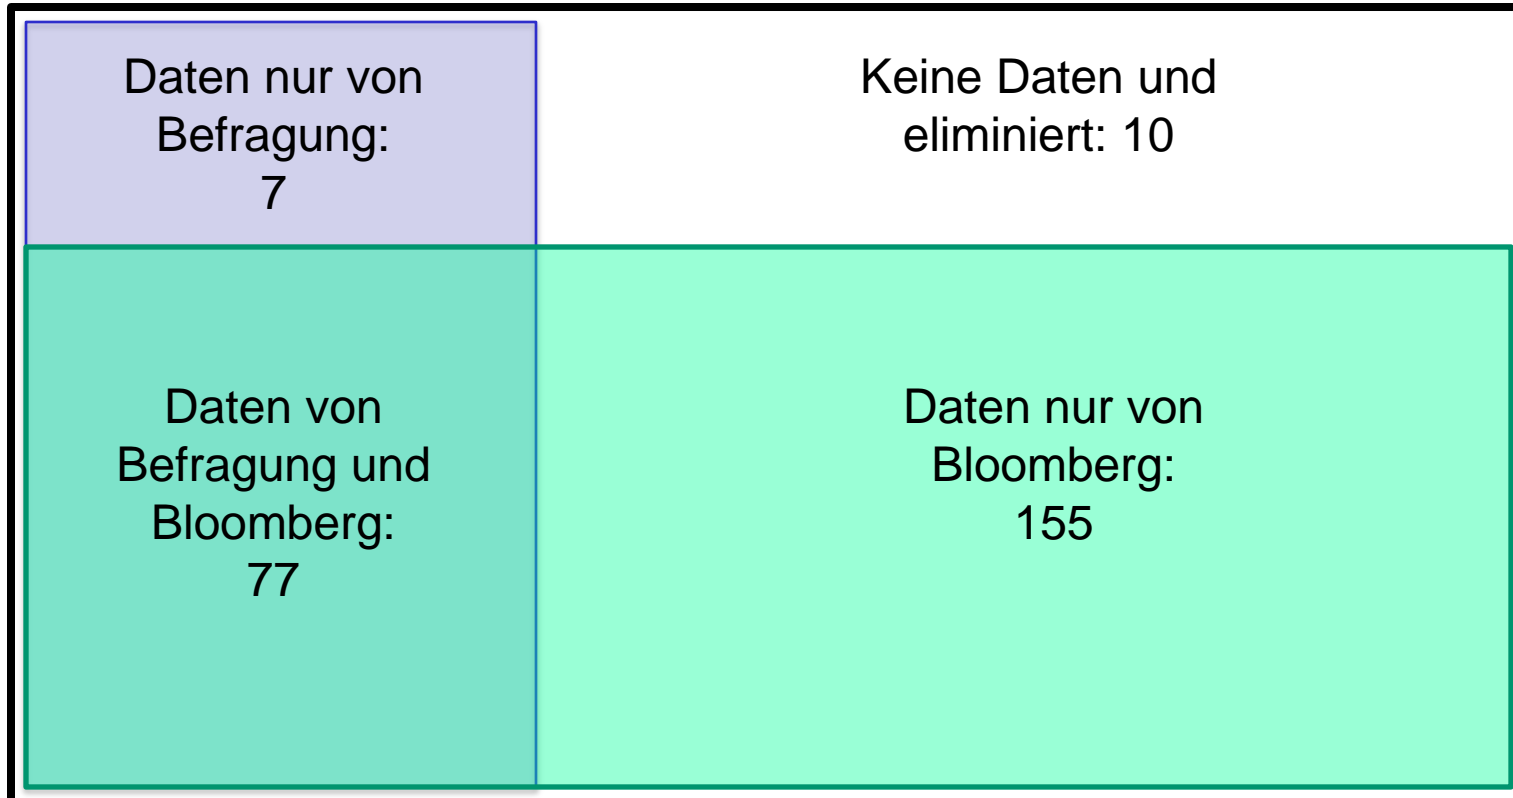 Daten nur von
Befragung:
7
Keine Daten und
eliminiert: 10
Daten von
Befragung und
Bloomberg:
77
Daten nur von
Bloomberg:
155